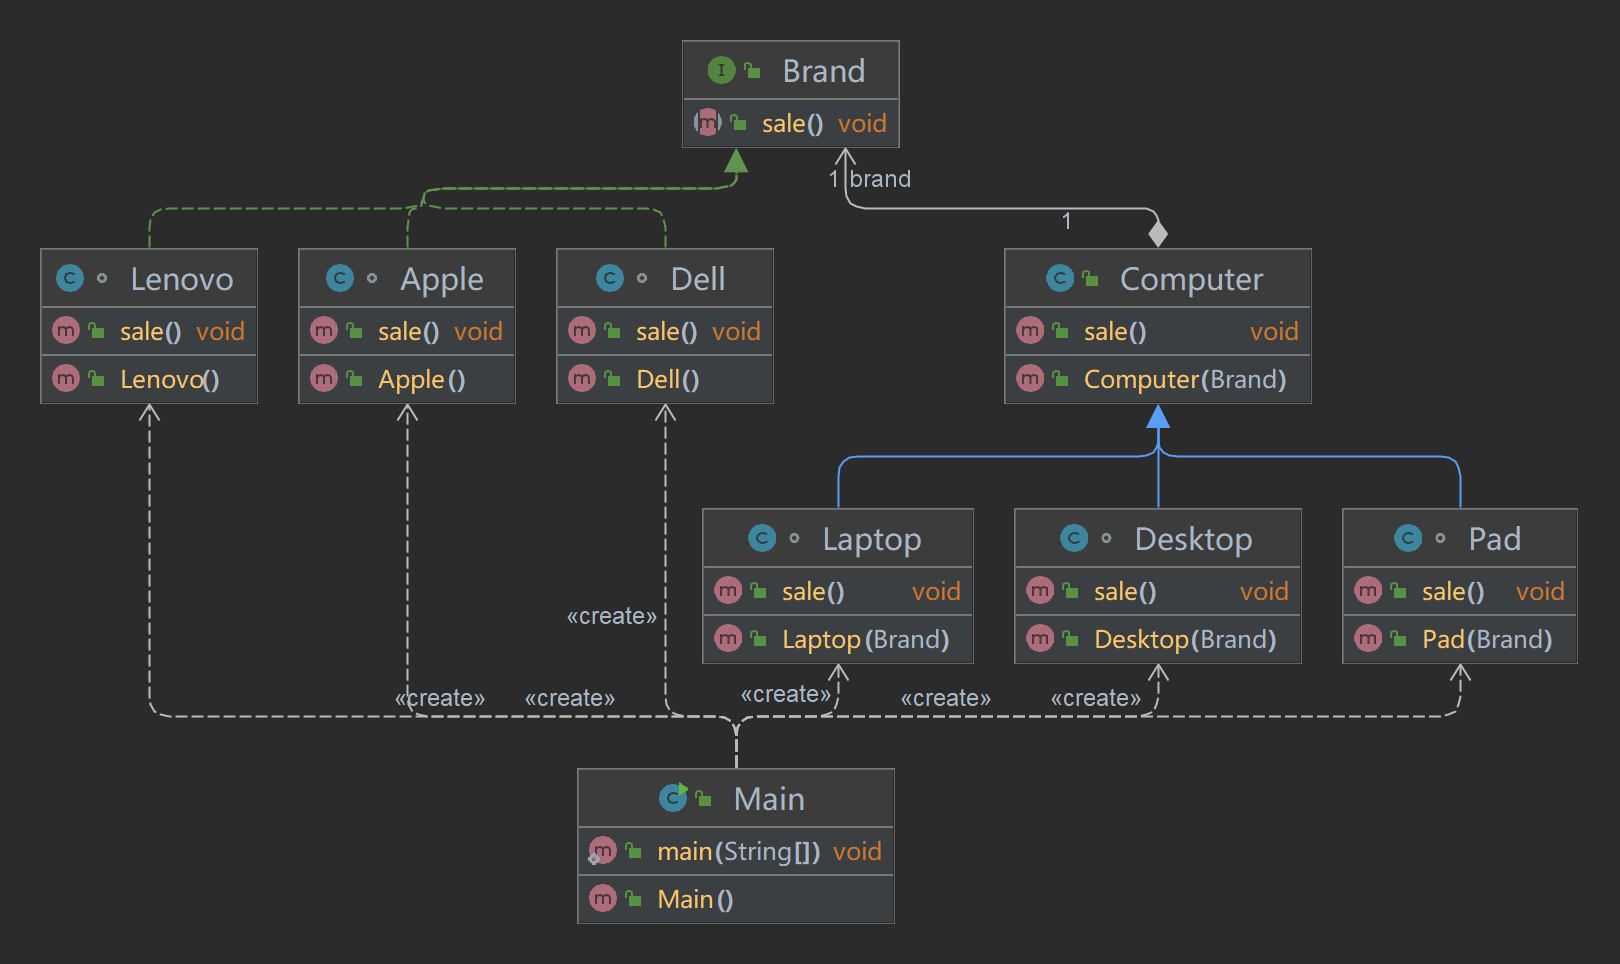 Brand
sale() void
1 brand
1
Lenovo
sale() void
Lenovo()
Apple
sale() void
Apple()
Dell
sale() void
Dell()
Computer
sale() void
Computer(Brand)
Laptop
sale() void
Laptop(Brand)
Desktop
sale() void
Desktop(Brand)
Pad
sale() void
Pad(Brand)
«create»
«create»
«create»
«create»
«create»
«create»
Main
main(String[]) void
Main()